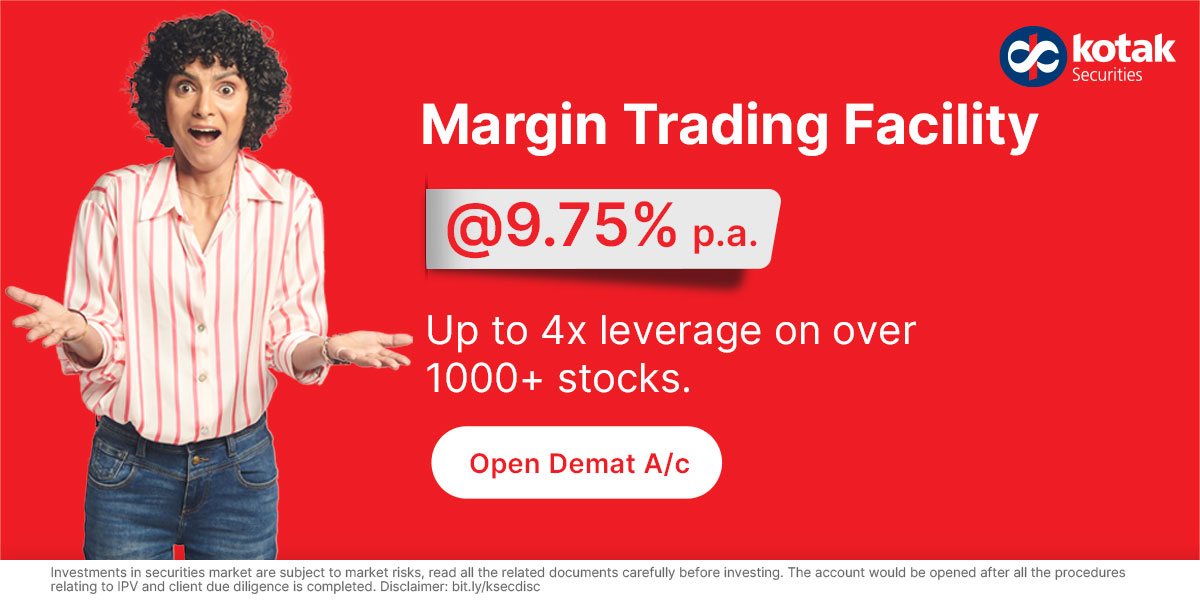 kotak
Securities
Margin Trading Facility
@9.75% p.a.
Up to 4x leverage on over
1000+ stocks.
Open Demat A/c
Investments in securities market are subject to market risks, read all the related documents carefully before investing. The account would be opened after all the procedures
relating to IPV and client due diligence is completed. Disclaimer: bit.ly/ksecdisc